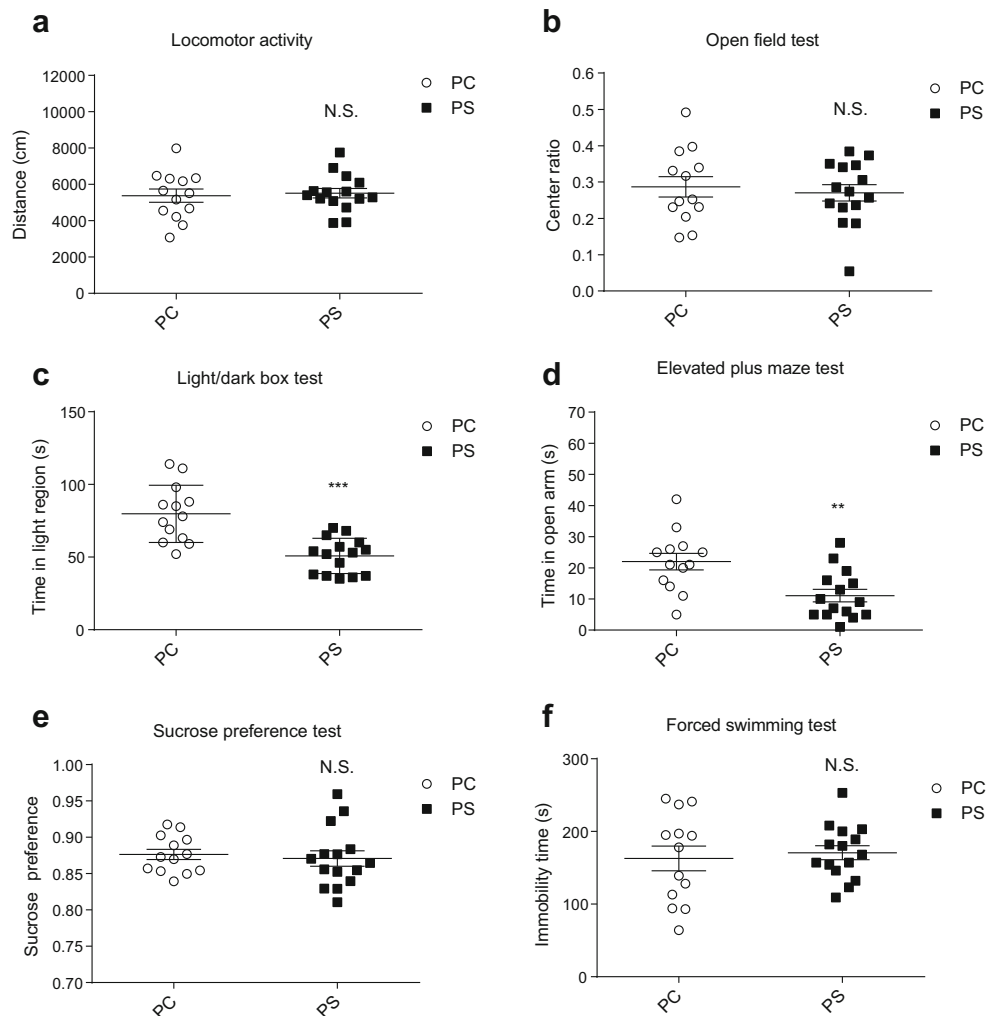 a
Locomotor activity
Distance (cm)
12000
10000
8000
6000
4000
2000
0
N.S.
PC
PS
PC
PS
b
Open field test
Center ratio
0.6
0.5
0.4
0.3
0.2
0.1
0.0
N.S.
PC
PS
PC
PS
c
Light/dark box test
Time in light region (s)
150
100
50
0
***
PC
PS
PC
PS
d
Elevated plus maze test
Time in open arm (s)
70
60
50
40
30
20
10
0
**
PC
PS
PC
PS
e
Sucrose preference test
Sucrose preference
1.00
0.95
0.90
0.85
0.80
0.75
0.70
N.S.
PC
PS
PC
PS
f
Forced swimming test
Immobility time (s)
300
200
100
0
N.S.
PC
PS
PC
PS